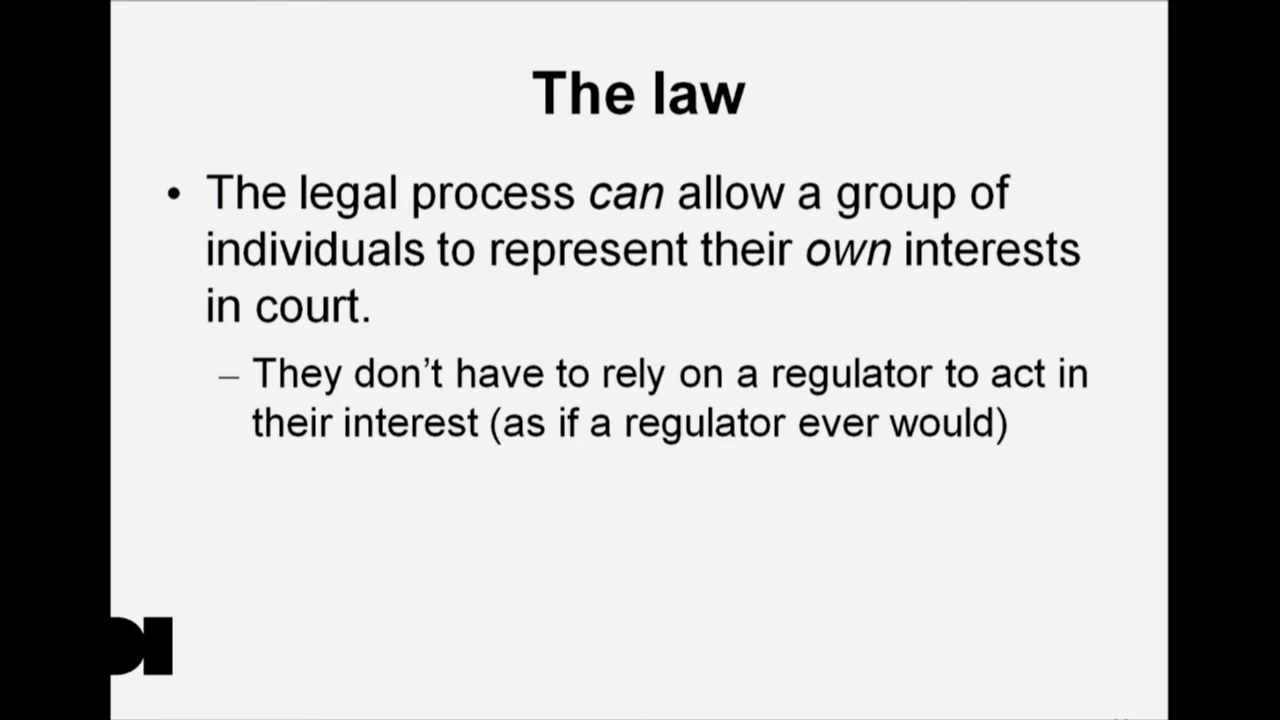 The law
• The legal process can allow a group of
individuals to represent their own interests
in court.
– They don't have to rely on a regulator to act in
their interest (as if a regulator ever would)